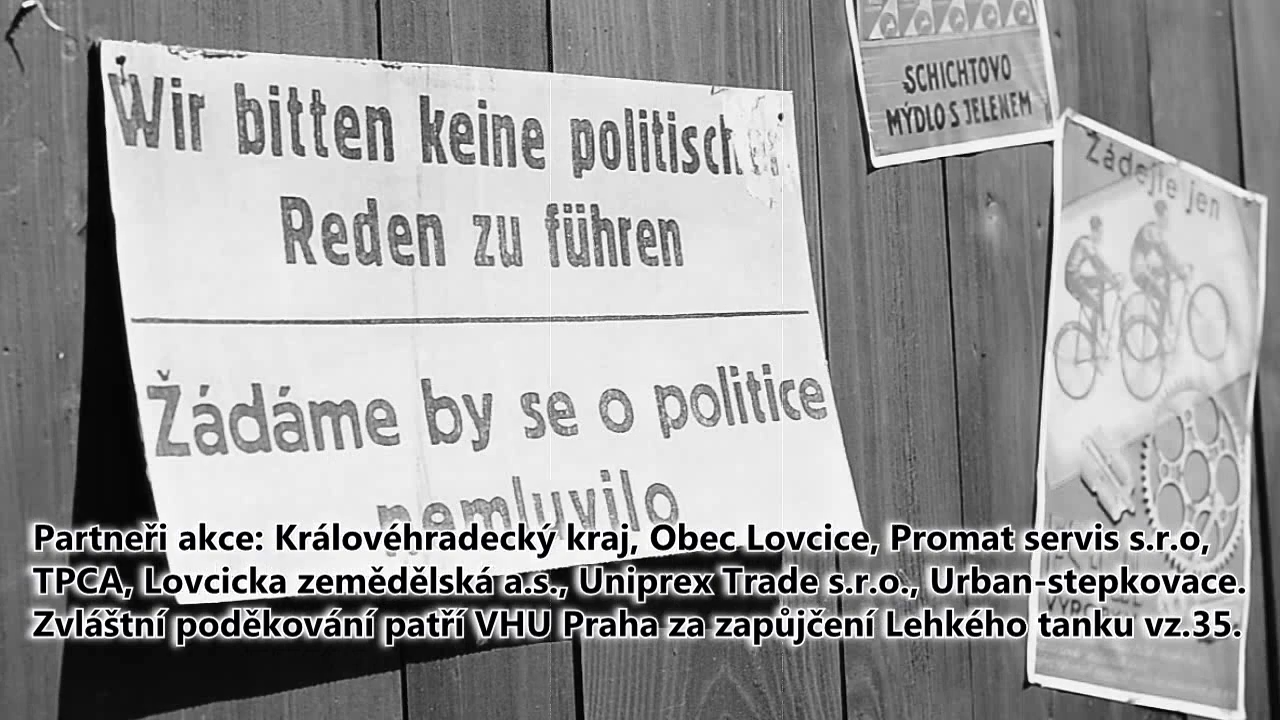 Wir bitten keine
Reden zu führen
Žádáme by se o politice
nemluvilo
SCHICHTOVO
MÝDLO S JELENEM
Žádejte jen
Partneři akce: Královéhradecký kraj, Obec Lovcice, Promat servis s.r.o,
TPCA, Lovcicka zemědělská a.s., Uniprex Trade s.r.o., Urban-stepkovace.
Zvláštní poděkování patří VHU Praha za zapůjčení Lehkého tanku vz.35.